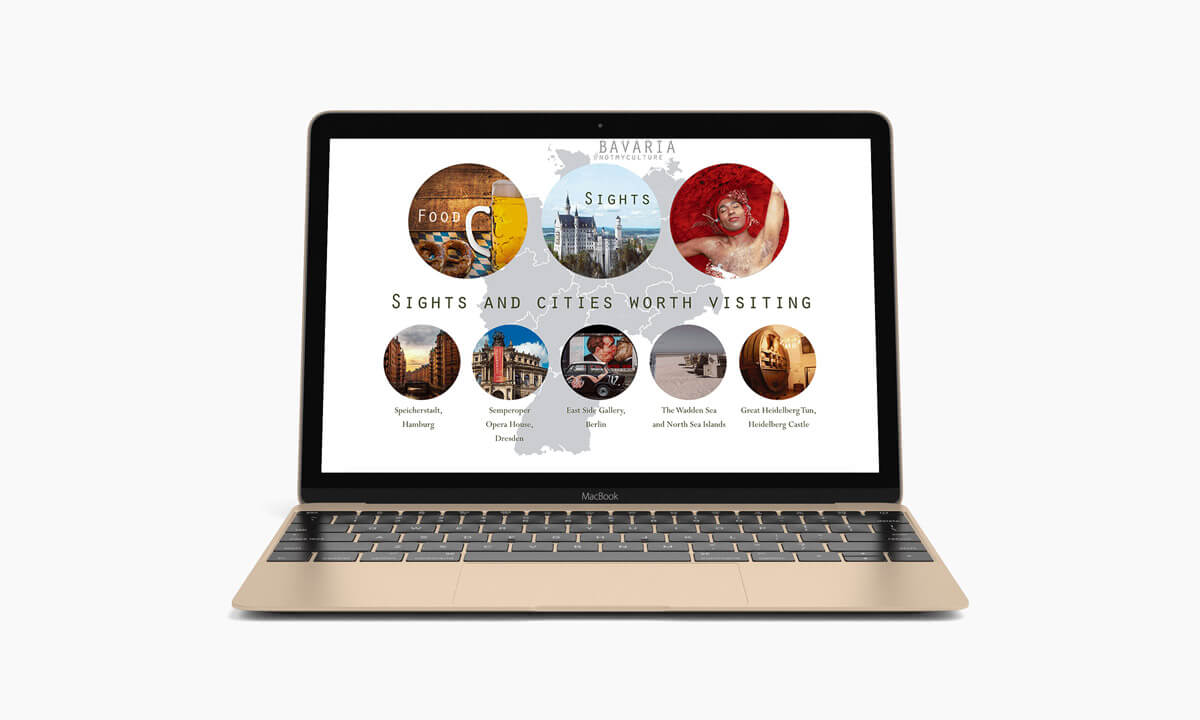 BAVARIA
#NOTMYCULTURE
Food
Sights
Sights and cities worth visiting
Speicherstadt,
Hamburg
Semperoper
Opera House,
Dresden
East Side Gallery,
Berlin
The Wadden Sea
and North Sea Islands
Great Heidelberg Tun,
Heidelberg Castle
MacBook